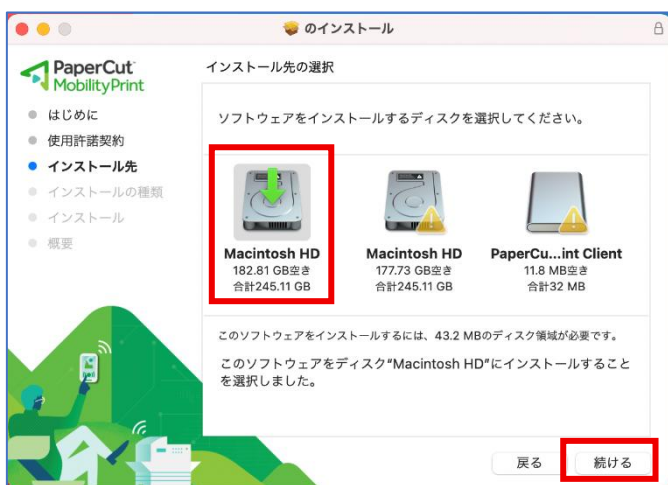 のインストール
PaperCut
MobilityPrint
インストール先の選択
はじめに
使用許諾契約
インストール先
インストールの種類
インストール
概要
ソフトウェアをインストールするディスクを選択してください。
Macintosh HD
182.81 GB空き
合計245.11 GB
Macintosh HD
177.73 GB空き
合計245.11 GB
PaperCu...int Client
11.8 MB空き
合計32 MB
このソフトウェアをインストールするには、43.2 MBのディスク領域が必要です。
このソフトウェアをディスク"Macintosh HD"にインストールすること
を選択しました。
戻る
続ける